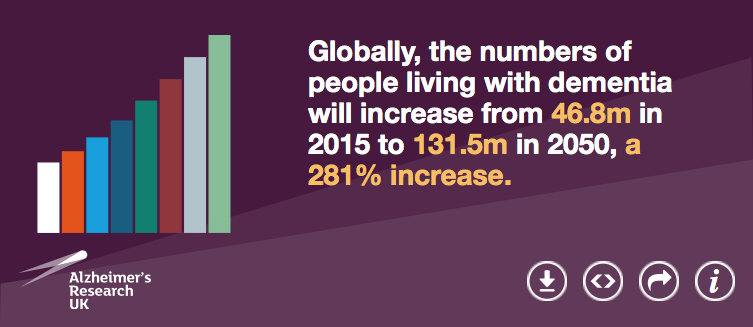 Globally, the numbers of
people living with dementia
will increase from 46.8m in
2015 to 131.5m in 2050, a
281% increase.
Alzheimer's
Research
UK
i